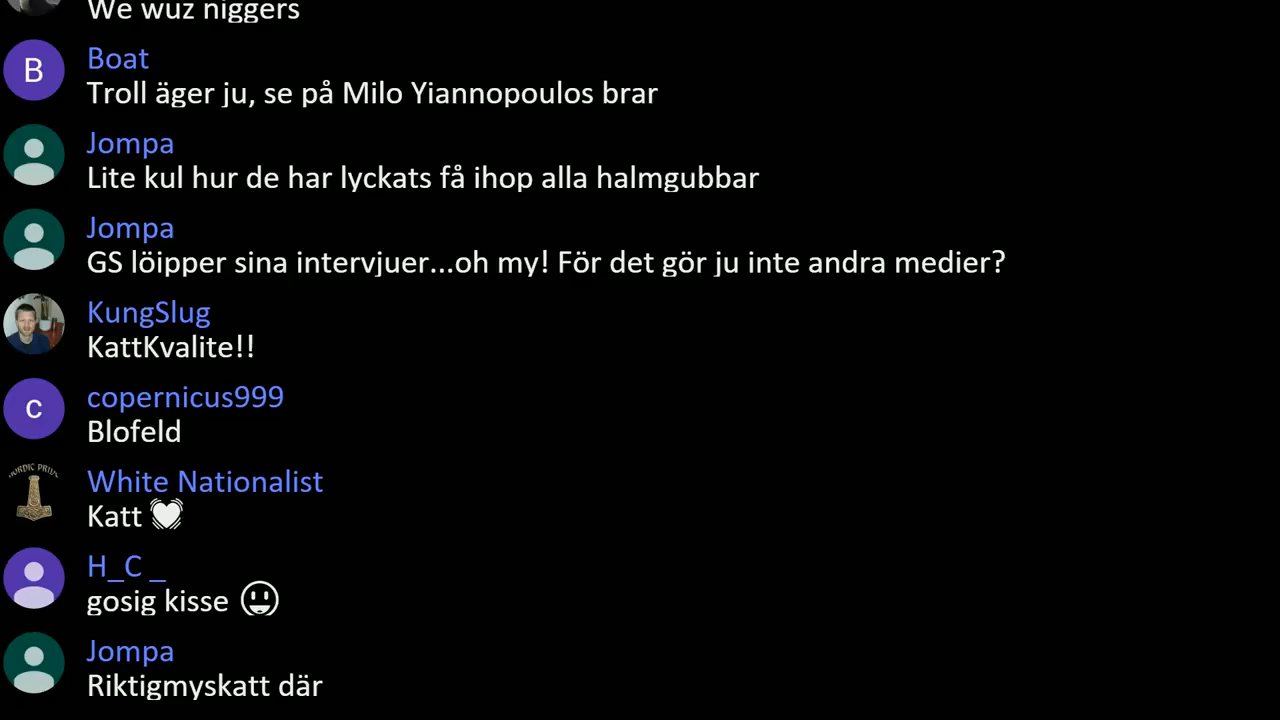 We wuz niggers
B
Boat
Troll äger ju, se på Milo Yiannopoulos brar
Jompa
Lite kul hur de har lyckats få ihop alla halmgubbar
Jompa
GS löipper sina intervjuer...oh my! För det gör ju inte andra medier?
KungSlug
KattKvalite!!
c
copernicus999
Blofeld
White Nationalist
Katt 💓
H_C _
gosig kisse 😃
Jompa
Riktigmyskatt där